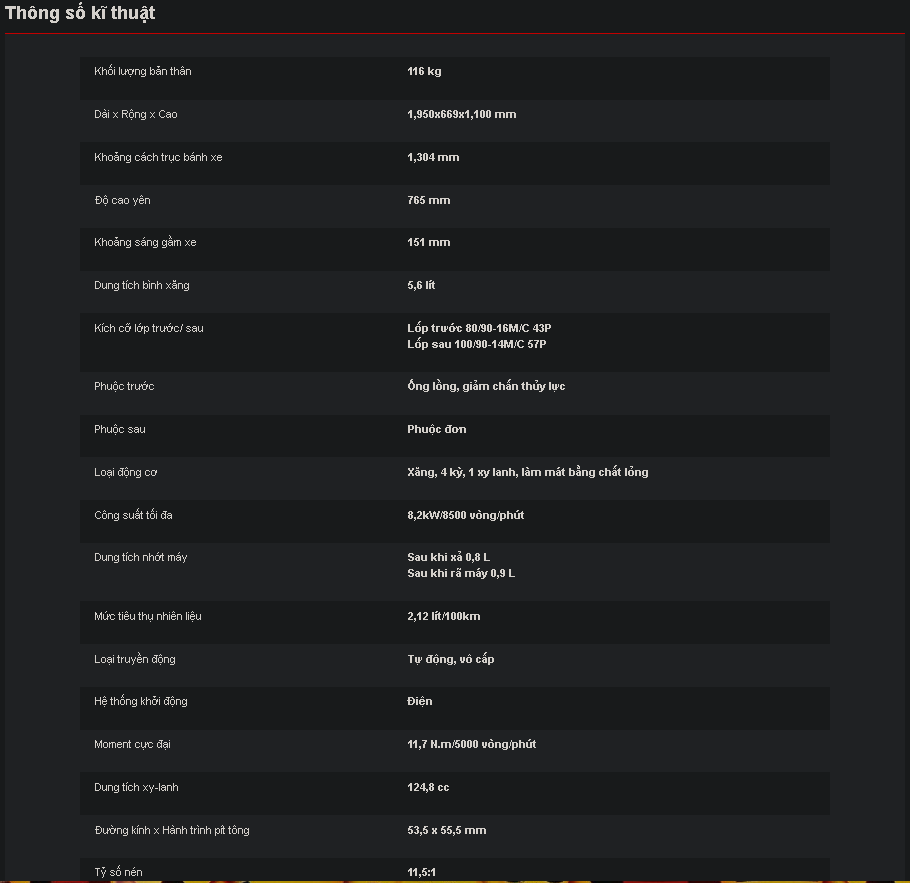 Thông số kĩ thuật
Khối lượng bản thân 116 kg
Dài x Rộng x Cao 1,950x669x1,100 mm
Khoảng cách trục bánh xe 1,304 mm
Độ cao yên 765 mm
Khoảng sáng gầm xe 151 mm
Dung tích bình xăng 5,6 lít
Kích cỡ lớp trước/ sau Lốp trước 80/90-16M/C 43P
Lốp sau 100/90-14M/C 57P
Phuộc trước Ống lồng, giảm chấn thủy lực
Phuộc sau Phuộc đơn
Loại động cơ Xăng, 4 kỳ, 1 xy lanh, làm mát bằng chất lỏng
Công suất tối đa 8,2kW/8500 vòng/phút
Dung tích nhớt máy Sau khi xả 0,8 L
Sau khi rã máy 0,9 L
Mức tiêu thụ nhiên liệu 2,12 lít/100km
Loại truyền động Tự động, vô cấp
Hệ thống khởi động Điện
Moment cực đại 11,7 N.m/5000 vòng/phút
Dung tích xy-lanh 124,8 cc
Đường kính x Hành trình pít tông 53,5 x 55,5 mm
Tỷ số nén 11,5:1